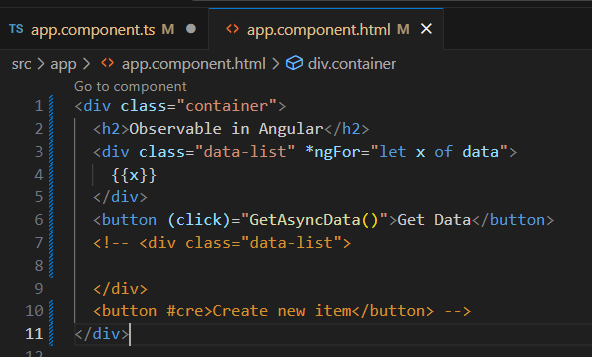 TS app.component.ts M ●
<> app.component.html M ×
src > app > <> app.component.html > div.container
Go to component
1 <div class="container">
2 <h2>Observable in Angular</h2>
3 <div class="data-list" *ngFor="let x of data">
4 {{x}}
5 </div>
6 <button (click)="GetAsyncData()">Get Data</button>
7 <!-- <div class="data-list">
8
9 </div>
10 <button #cre>Create new item</button> -->
11 </div>
12